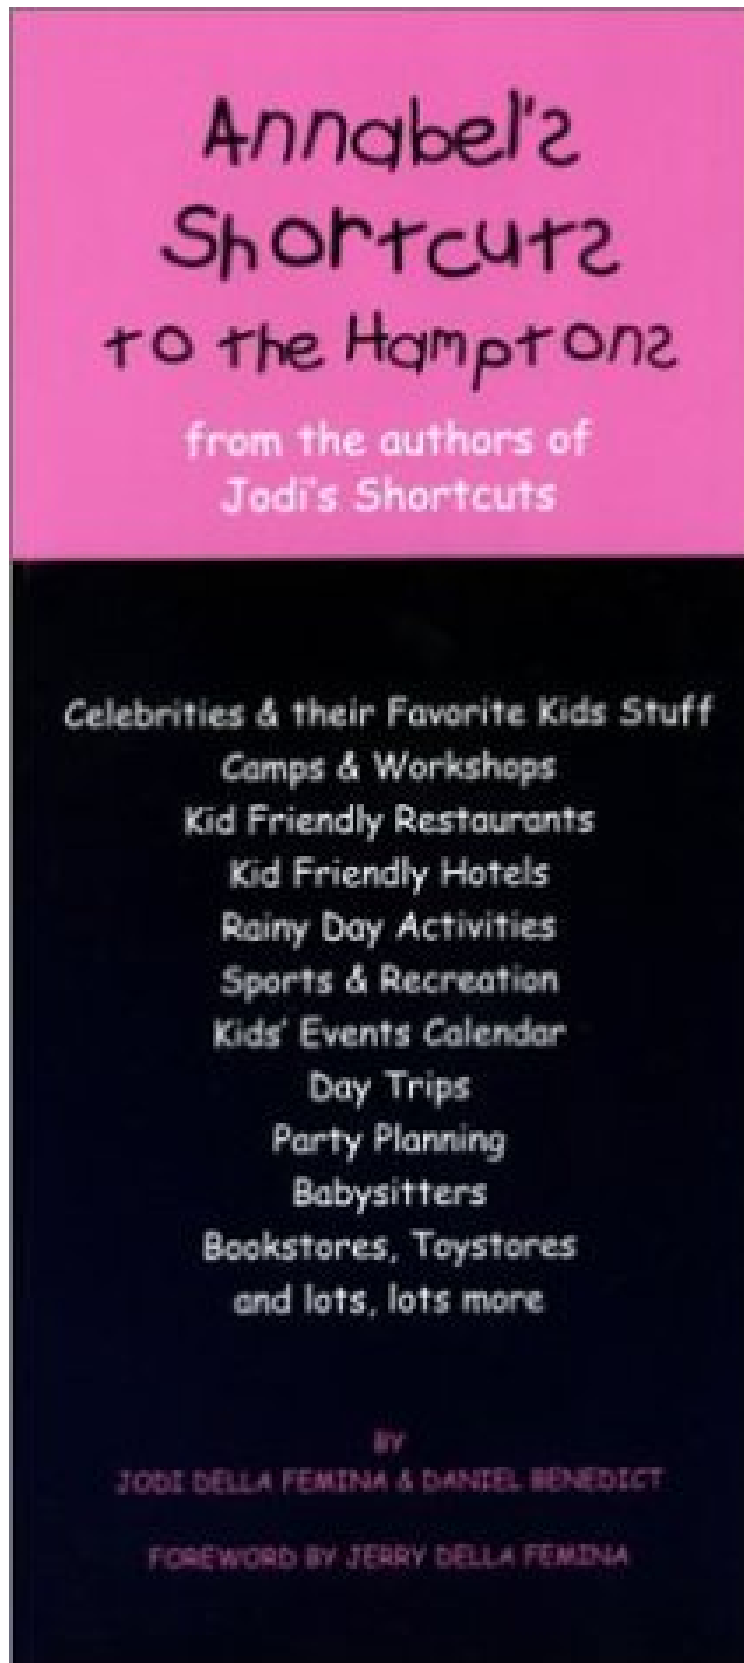 Annabel's
Shortcuts
to the Hamptons
from the authors of
Jodi's Shortcuts
Celebrities & their Favorite Kids Stuff
Camps & Workshops
Kid Friendly Restaurants
Kid Friendly Hotels
Rainy Day Activities
Sports & Recreation
Kids' Events Calendar
Day Trips
Party Planning
Babysitters
Bookstores, Toystores
and lots, lots more
BY
JODI DELLA FEMINA & DANIEL BENEDICT
FOREWORD BY JERRY DELLA FEMINA